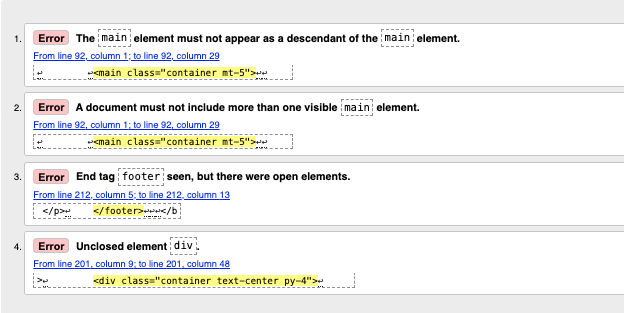 1. Error The main element must not appear as a descendant of the main element.
From line 92, column 1; to line 92, column 29
↩ ↩<main class="container mt-5">↩↩
2. Error A document must not include more than one visible main element.
From line 92, column 1; to line 92, column 29
↩ ↩<main class="container mt-5">↩↩
3. Error End tag footer seen, but there were open elements.
From line 212, column 5; to line 212, column 13
</p>↩ </footer>↩↩↩</b
4. Error Unclosed element div.
From line 201, column 9; to line 201, column 48
>↩ <div class="container text-center py-4">↩